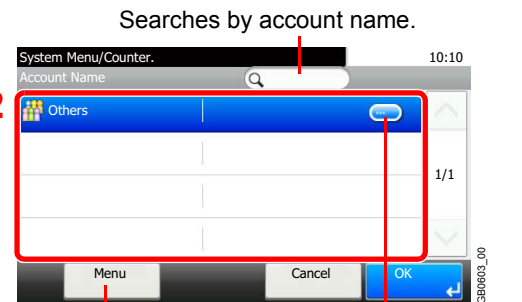 Searches by account name.
System Menu/Counter.
10:10
Account Name
2
Others
1/1
Menu
Cancel
OK
GB0603_00